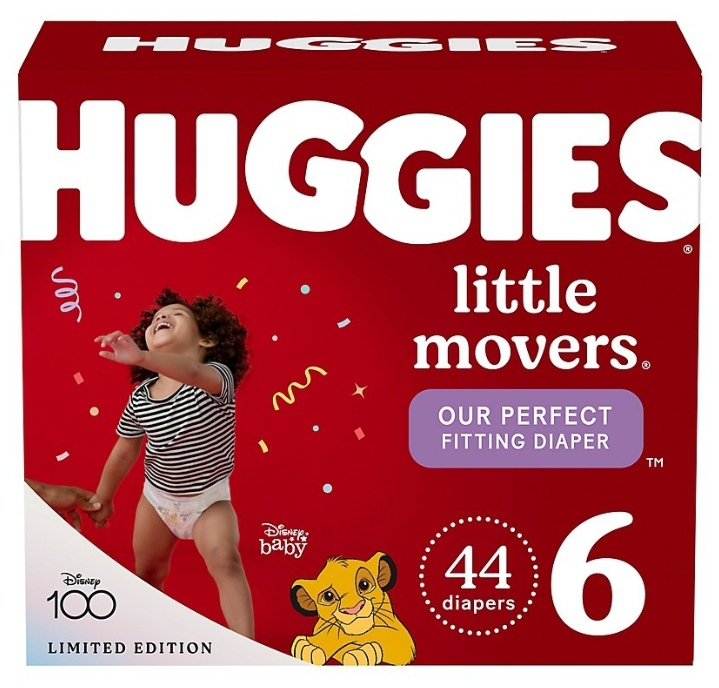 HUGGIES
HUGGIES®
little
movers®
OUR PERFECT
FITTING DIAPER
™
Disney
baby
44
diapers
6
Disney
100
LIMITED EDITION